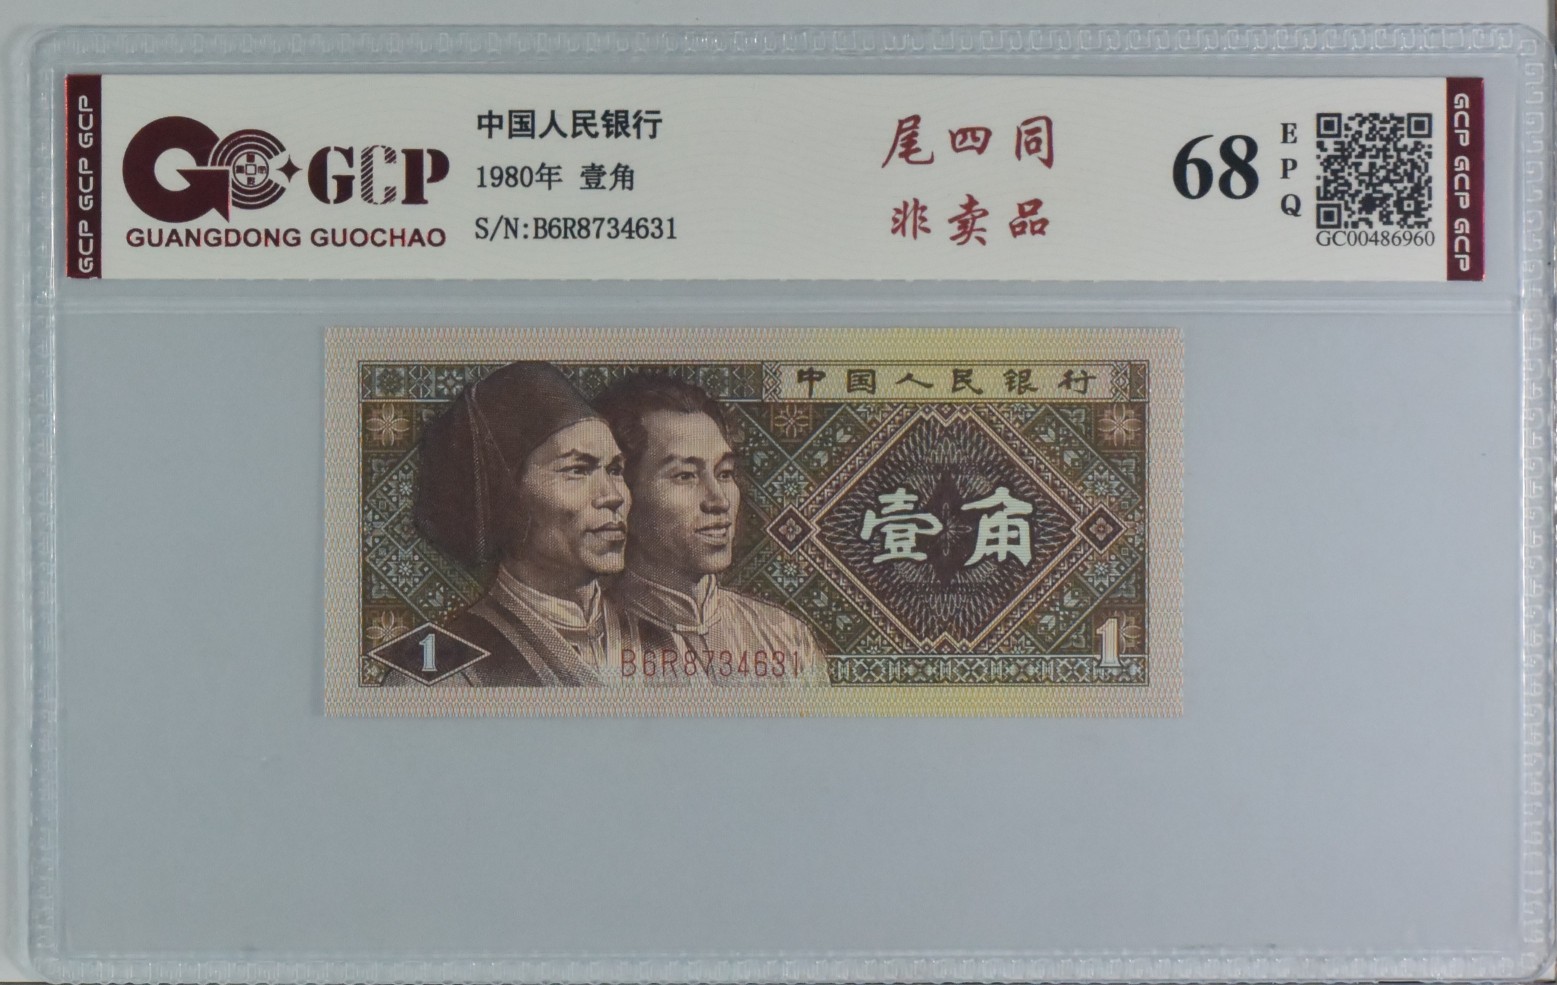 GCP GCP GCP
GCP
GUANGDONG GUOCHAO
中国人民银行
1980年 壹角
S/N:B6R8734631
尾四同
非卖品
68
EPQ
GC00486960
GCP GCP GCP
中国人民银行
壹角
1
B6R8734631
1